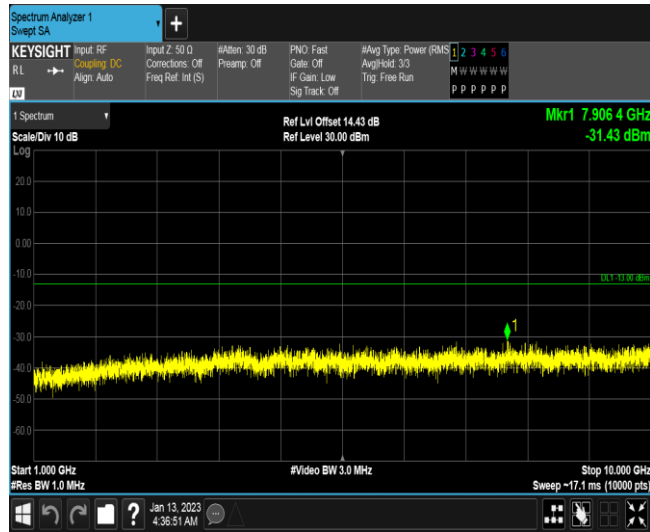 Spectrum Analyzer 1
Swept SA
+
KEYSIGHT
RL
LXI
Input: RF
Coupling: DC
Align: Auto
Input Z: 50 Ω
Corrections: Off
Freq Ref: Int (S)
#Atten: 30 dB
Preamp: Off
PNO: Fast
Gate: Off
IF Gain: Low
Sig Track: Off
#Avg Type: Power (RMS
Avg|Hold: 3/3
Trig: Free Run
1 2 3 4 5 6
M W W W W W
P P P P P P
1 Spectrum
Scale/Div 10 dB
Log
Ref Lvl Offset 14.43 dB
Ref Level 30.00 dBm
Mkr1 7.906 4 GHz
-31.43 dBm
20.0
10.0
0.00
-10.0
DL1 -13.00 dBm
-20.0
-30.0
1
-40.0
-50.0
-60.0
Start 1.000 GHz
#Res BW 1.0 MHz
#Video BW 3.0 MHz
Stop 10.000 GHz
Sweep ~17.1 ms (10000 pts)
?
Jan 13, 2023
4:36:51 AM